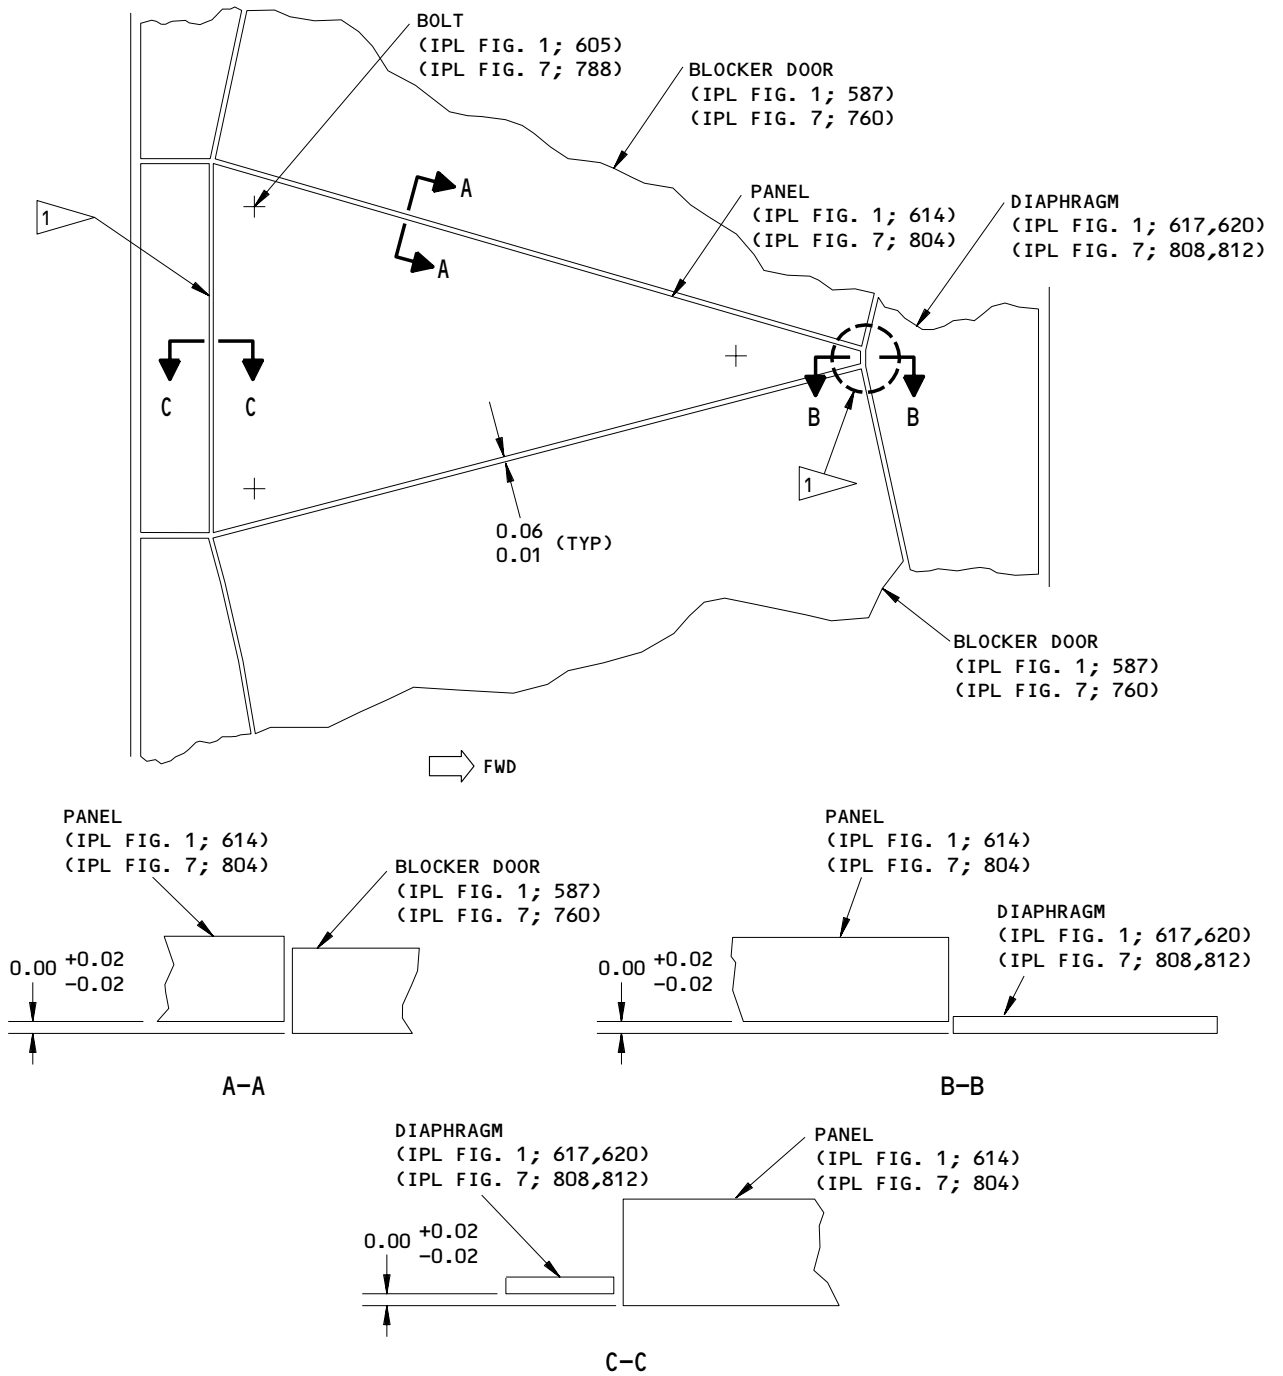 BOLT
(IPL FIG. 1; 605)
(IPL FIG. 7; 788)
BLOCKER DOOR
(IPL FIG. 1; 587)
(IPL FIG. 7; 760)
A
PANEL
(IPL FIG. 1; 614)
(IPL FIG. 7; 804)
DIAPHRAGM
(IPL FIG. 1; 617,620)
(IPL FIG. 7; 808,812)
1
A
C
C
B
B
1
0.06
0.01 (TYP)
BLOCKER DOOR
(IPL FIG. 1; 587)
(IPL FIG. 7; 760)
FWD
PANEL
(IPL FIG. 1; 614)
(IPL FIG. 7; 804)
BLOCKER DOOR
(IPL FIG. 1; 587)
(IPL FIG. 7; 760)
0.00 +0.02
-0.02
A-A
PANEL
(IPL FIG. 1; 614)
(IPL FIG. 7; 804)
DIAPHRAGM
(IPL FIG. 1; 617,620)
(IPL FIG. 7; 808,812)
0.00 +0.02
-0.02
B-B
DIAPHRAGM
(IPL FIG. 1; 617,620)
(IPL FIG. 7; 808,812)
PANEL
(IPL FIG. 1; 614)
(IPL FIG. 7; 804)
0.00 +0.02
-0.02
C-C